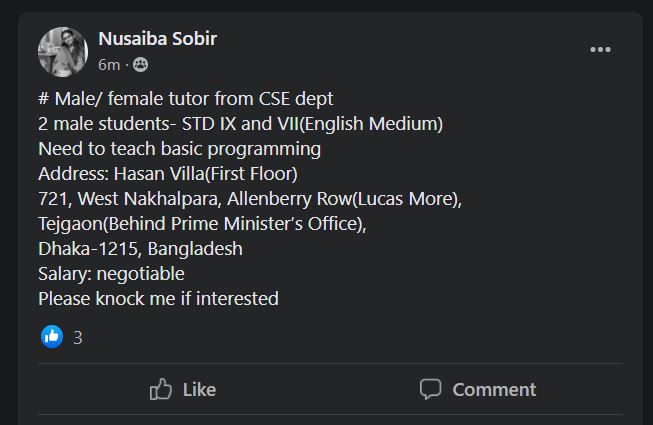 Nusaiba Sobir
6m ·
# Male/ female tutor from CSE dept
2 male students- STD IX and VII(English Medium)
Need to teach basic programming
Address: Hasan Villa(First Floor)
721, West Nakhalpara, Allenberry Row(Lucas More),
Tejgaon(Behind Prime Minister’s Office),
Dhaka-1215, Bangladesh
Salary: negotiable
Please knock me if interested
3
Like Comment